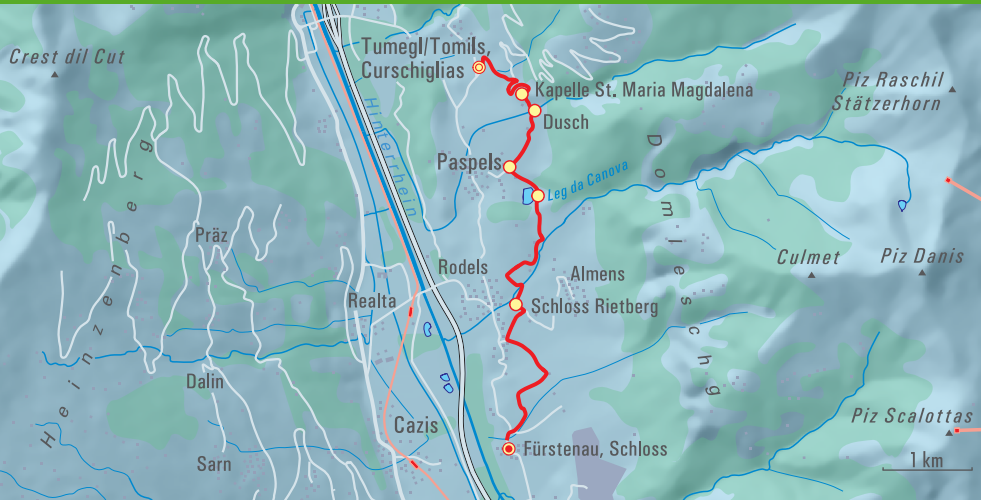 Crest dil Cut
Tumegl/Tomils,
Curschiglias
Kapelle St. Maria Magdalena
Dusch
Piz Raschil
Stätzerhorn
Hinterrhein
Paspels
Leg da Canova
Domleschg
Heinzenberg
Präz
Rodels
Almens
Culmet
Piz Danis
Realta
Schloss Rietberg
Dalin
Cazis
Piz Scalottas
Sarn
Fürstenau, Schloss
1 km